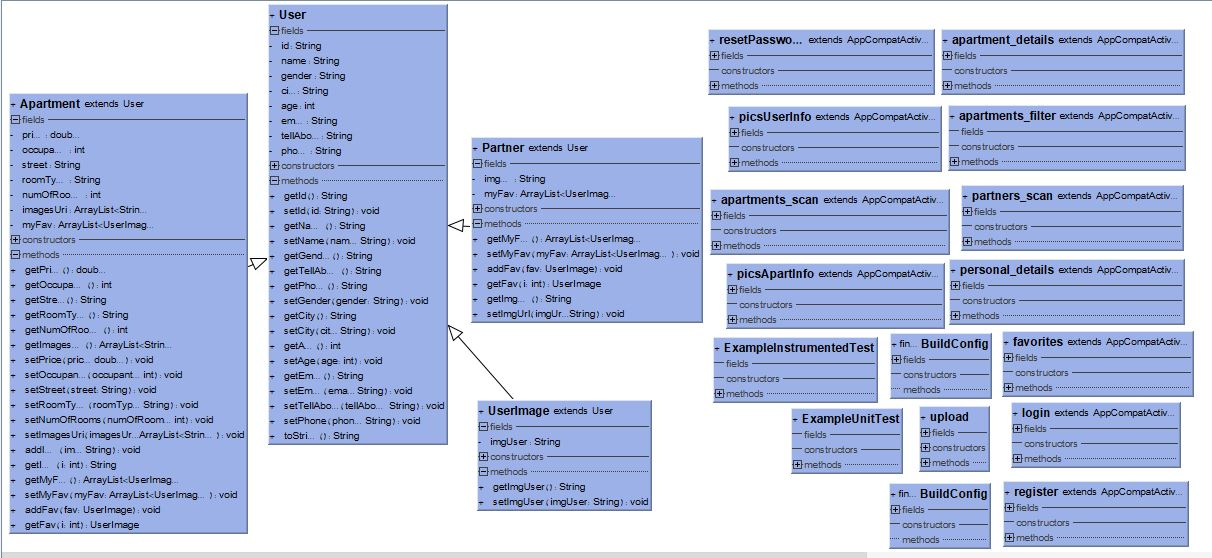 + Apartment extends User
fields
- pri... : doub...
- occupa... : int
- street : String
- roomTy... : String
- numOfRoo... : int
- imagesUri : ArrayList<Strin...
- myFav : ArrayList<UserImag...
constructors
methods
+ getPri... () : doub...
+ getOccupa... () : int
+ getStre... () : String
+ getRoomTy... () : String
+ getNumOfRoo... () : int
+ getImages... () : ArrayList<Strin...
+ setPrice (pric... doub... ) : void
+ setOccupan... (occupant... int) : void
+ setStreet (street: String) : void
+ setRoomTy... (roomTyp... String) : void
+ setNumOfRooms (numOfRoom... int) : void
+ setImagesUri (imagesUr... ArrayList<Strin... ) : void
+ addI... (im... String) : void
+ getI... (i: int) : String
+ getMyF... () : ArrayList<UserImag...
+ setMyFav (myFav: ArrayList<UserImag... ) : void
+ addFav (fav: UserImage) : void
+ getFav (i: int) : UserImage
+ User
fields
- id : String
- name : String
- gender : String
- ci... : String
- age : int
- em... : String
- tellAbo... : String
- pho... : String
constructors
methods
+ getId () : String
+ setId (id: String) : void
+ getNa... () : String
+ setName (nam... String) : void
+ getGend... () : String
+ getTellAb... () : String
+ getPho... () : String
+ setGender (gender: String) : void
+ getCity () : String
+ setCity (cit... String) : void
+ getA... () : int
+ setAge (age: int) : void
+ getEm... () : String
+ setEm... (ema... String) : void
+ setTellAbo... (tellAbo... String) : void
+ setPhone (phon... String) : void
+ toStri... () : String
+ Partner extends User
fields
- img... : String
- myFav : ArrayList<UserImag...
constructors
methods
+ getMyF... () : ArrayList<UserImag...
+ setMyFav (myFav: ArrayList<UserImag... ) : void
+ addFav (fav: UserImage) : void
+ getFav (i: int) : UserImage
+ getImg... () : String
+ setImgUrl (imgUr... String) : void
+ UserImage extends User
fields
- imgUser : String
constructors
methods
+ getImgUser () : String
+ setImgUser (imgUser: String) : void
+ resetPasswo... extends AppCompatActiv...
fields
constructors
methods
+ apartment_details extends AppCompatActiv...
fields
constructors
methods
+ picsUserInfo extends AppCompatActiv...
fields
constructors
methods
+ apartments_filter extends AppCompatActiv...
fields
constructors
methods
+ apartments_scan extends AppCompatActiv...
fields
constructors
methods
+ partners_scan extends AppCompatActiv...
fields
constructors
methods
+ picsApartInfo extends AppCompatActiv...
fields
constructors
methods
+ personal_details extends AppCompatActiv...
fields
constructors
methods
+ ExampleInstrumentedTest
fields
constructors
methods
+ fin... BuildConfig
fields
constructors
methods
+ favorites extends AppCompatActiv...
fields
constructors
methods
+ ExampleUnitTest
fields
constructors
methods
+ upload
fields
constructors
methods
+ login extends AppCompatActiv...
fields
constructors
methods
+ fin... BuildConfig
fields
constructors
methods
+ register extends AppCompatActiv...
fields
constructors
methods